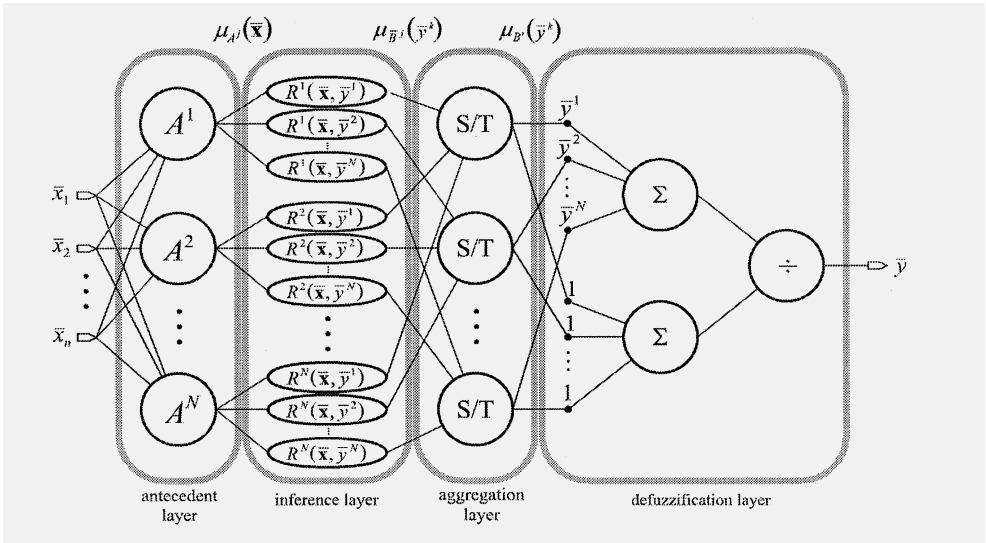 μ_{A^j}(x̄) μ_{B̄^j}(ȳ^k) μ_{B'}(ȳ^k)
x̄_1
x̄_2
x̄_n
A^1
A^2
A^N
R^1(x̄, ȳ^1)
R^1(x̄, ȳ^2)
R^1(x̄, ȳ^N)
R^2(x̄, ȳ^1)
R^2(x̄, ȳ^2)
R^2(x̄, ȳ^N)
R^N(x̄, ȳ^1)
R^N(x̄, ȳ^2)
R^N(x̄, ȳ^N)
S/T
S/T
S/T
ȳ^1
ȳ^2
ȳ^N
1
1
1
Σ
Σ
÷
ȳ
antecedent
layer
inference layer
aggregation
layer
defuzzification layer